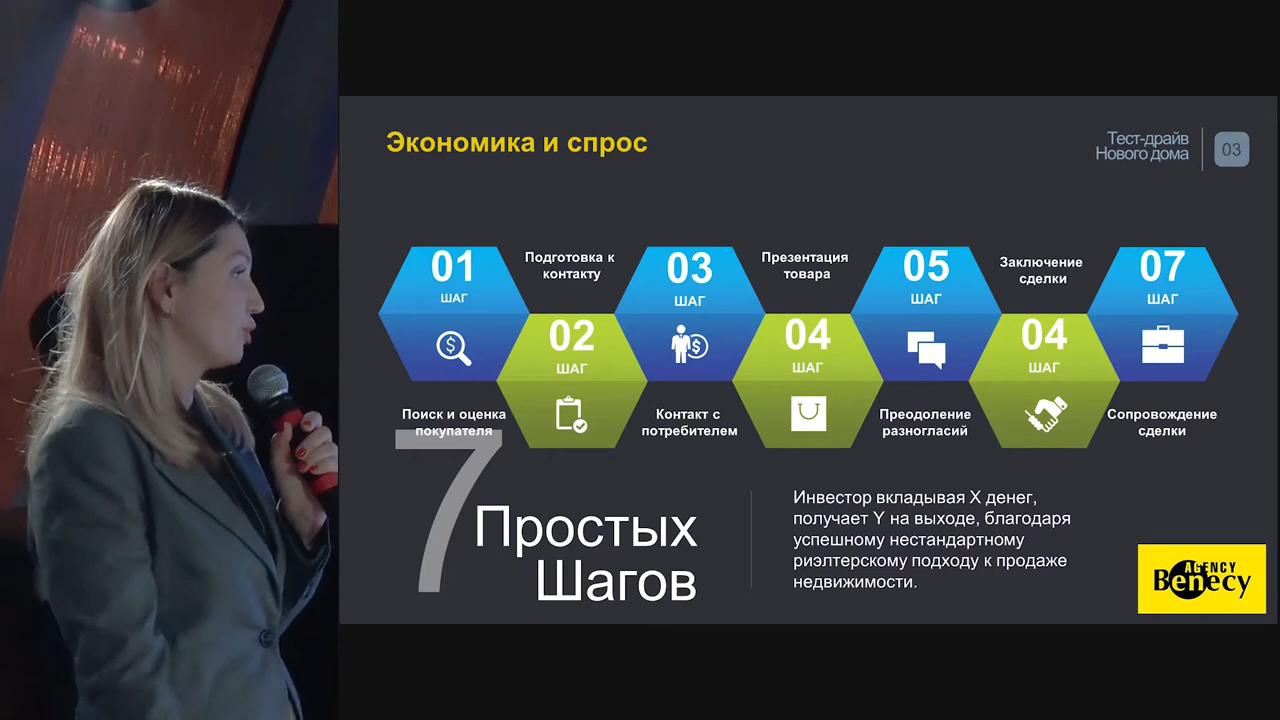 Экономика и спрос
Тест-драйв
Нового дома
03
01
ШАГ
Поиск и оценка
покупателя
Подготовка к
контакту
02
ШАГ
03
ШАГ
Контакт с
потребителем
Презентация
товара
04
ШАГ
05
ШАГ
Преодоление
разногласий
Заключение
сделки
04
ШАГ
07
ШАГ
Сопровождение
сделки
7
Простых
Шагов
Инвестор вкладывая X денег,
получает Y на выходе, благодаря
успешному нестандартному
риэлтерскому подходу к продаже
недвижимости.
AGENCY
Benecy